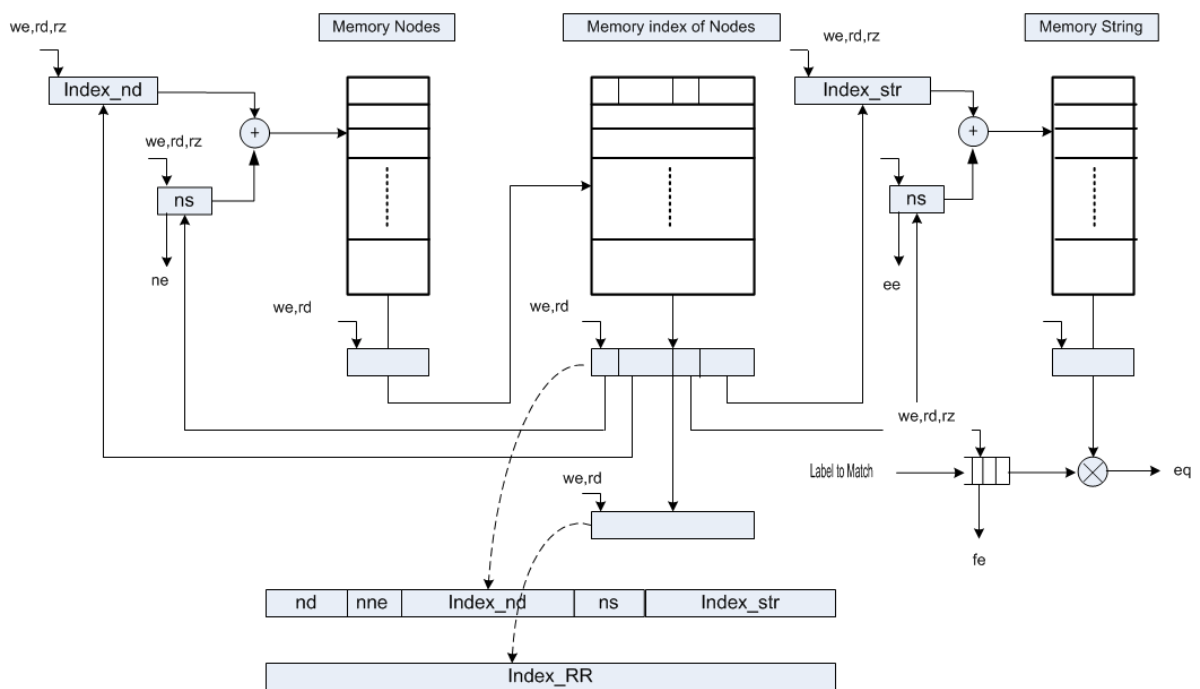 we,rd,rz
Memory Nodes
Memory index of Nodes
we,rd,rz
Memory String
Index_nd
Index_str
+
+
we,rd,rz
ns
ns
ne
ee
we,rd
we,rd
we,rd,rz
Label to Match
eq
we,rd
fe
nd nne Index_nd ns Index_str
Index_RR